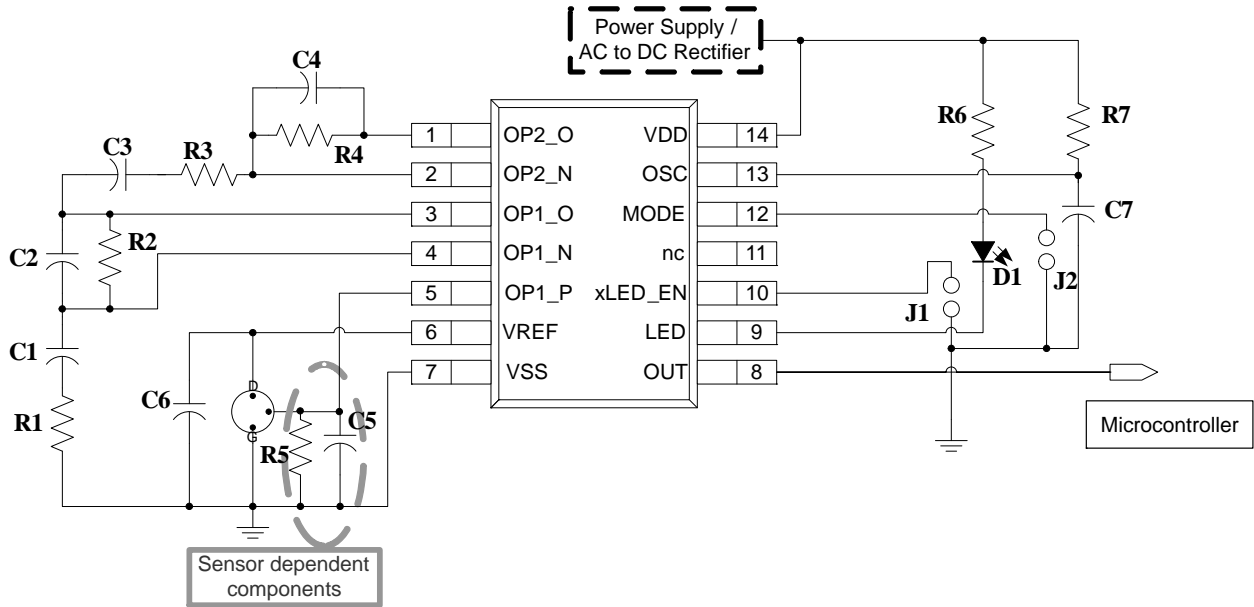 Power Supply /
AC to DC Rectifier
C4
R4
C3
R3
C2
R2
C1
R1
C6
D
G
R5
C5
1 OP2_O VDD 14
2 OP2_N OSC 13
3 OP1_O MODE 12
4 OP1_N nc 11
5 OP1_P xLED_EN 10
6 VREF LED 9
7 VSS OUT 8
R6
R7
C7
D1
J2
J1
Microcontroller
Sensor dependent
components